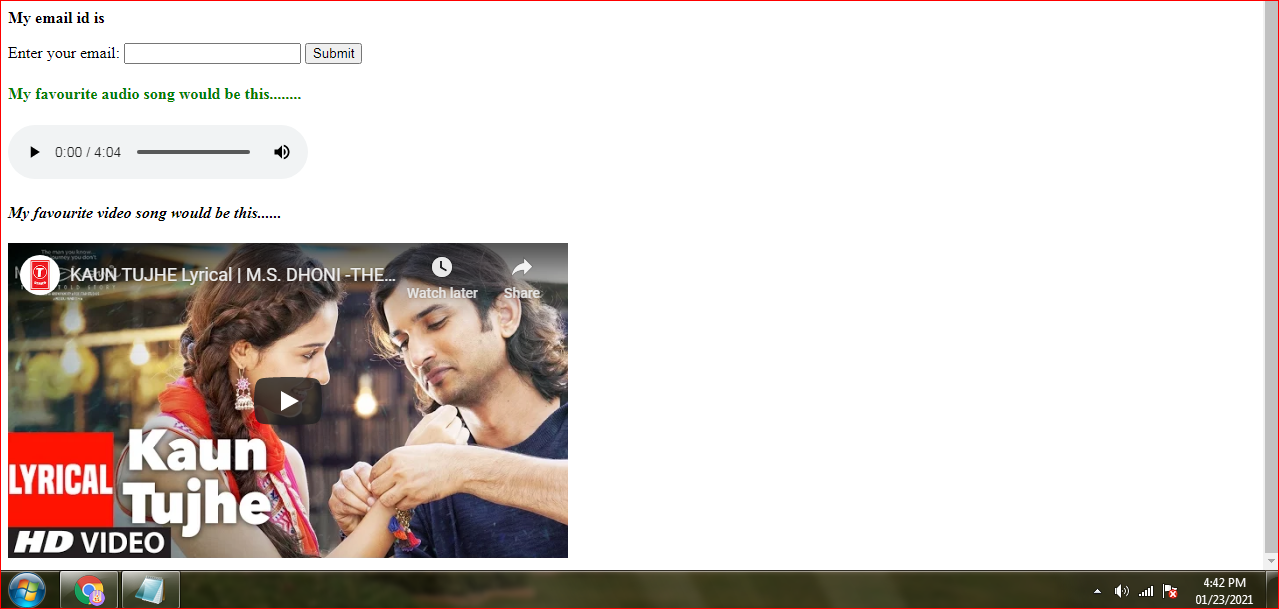 My email id is
Enter your email: Submit
My favourite audio song would be this........
0:00 / 4:04
My favourite video song would be this......
KAUN TUJHE Lyrical | M.S. DHONI -THE...
Watch later
Share
LYRICAL
Kaun
Tujhe
HD VIDEO
4:42 PM
01/23/2021